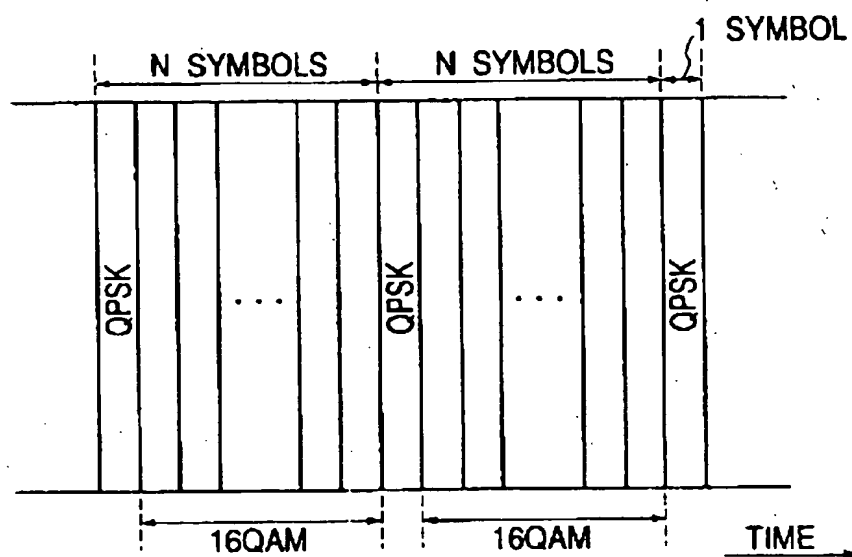 1 SYMBOL
N SYMBOLS N SYMBOLS
QPSK ... QPSK ... QPSK
16QAM 16QAM TIME